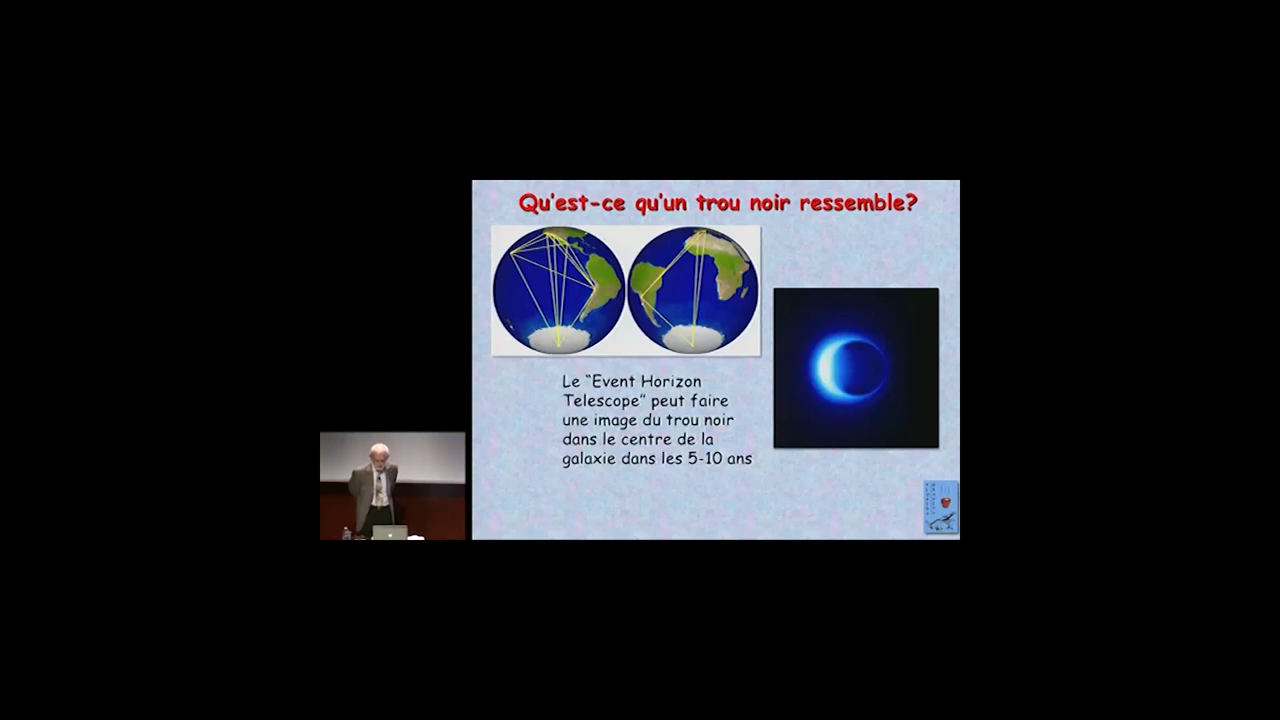 Qu'est-ce qu'un trou noir ressemble?
Le "Event Horizon
Telescope" peut faire
une image du trou noir
dans le centre de la
galaxie dans les 5-10 ans